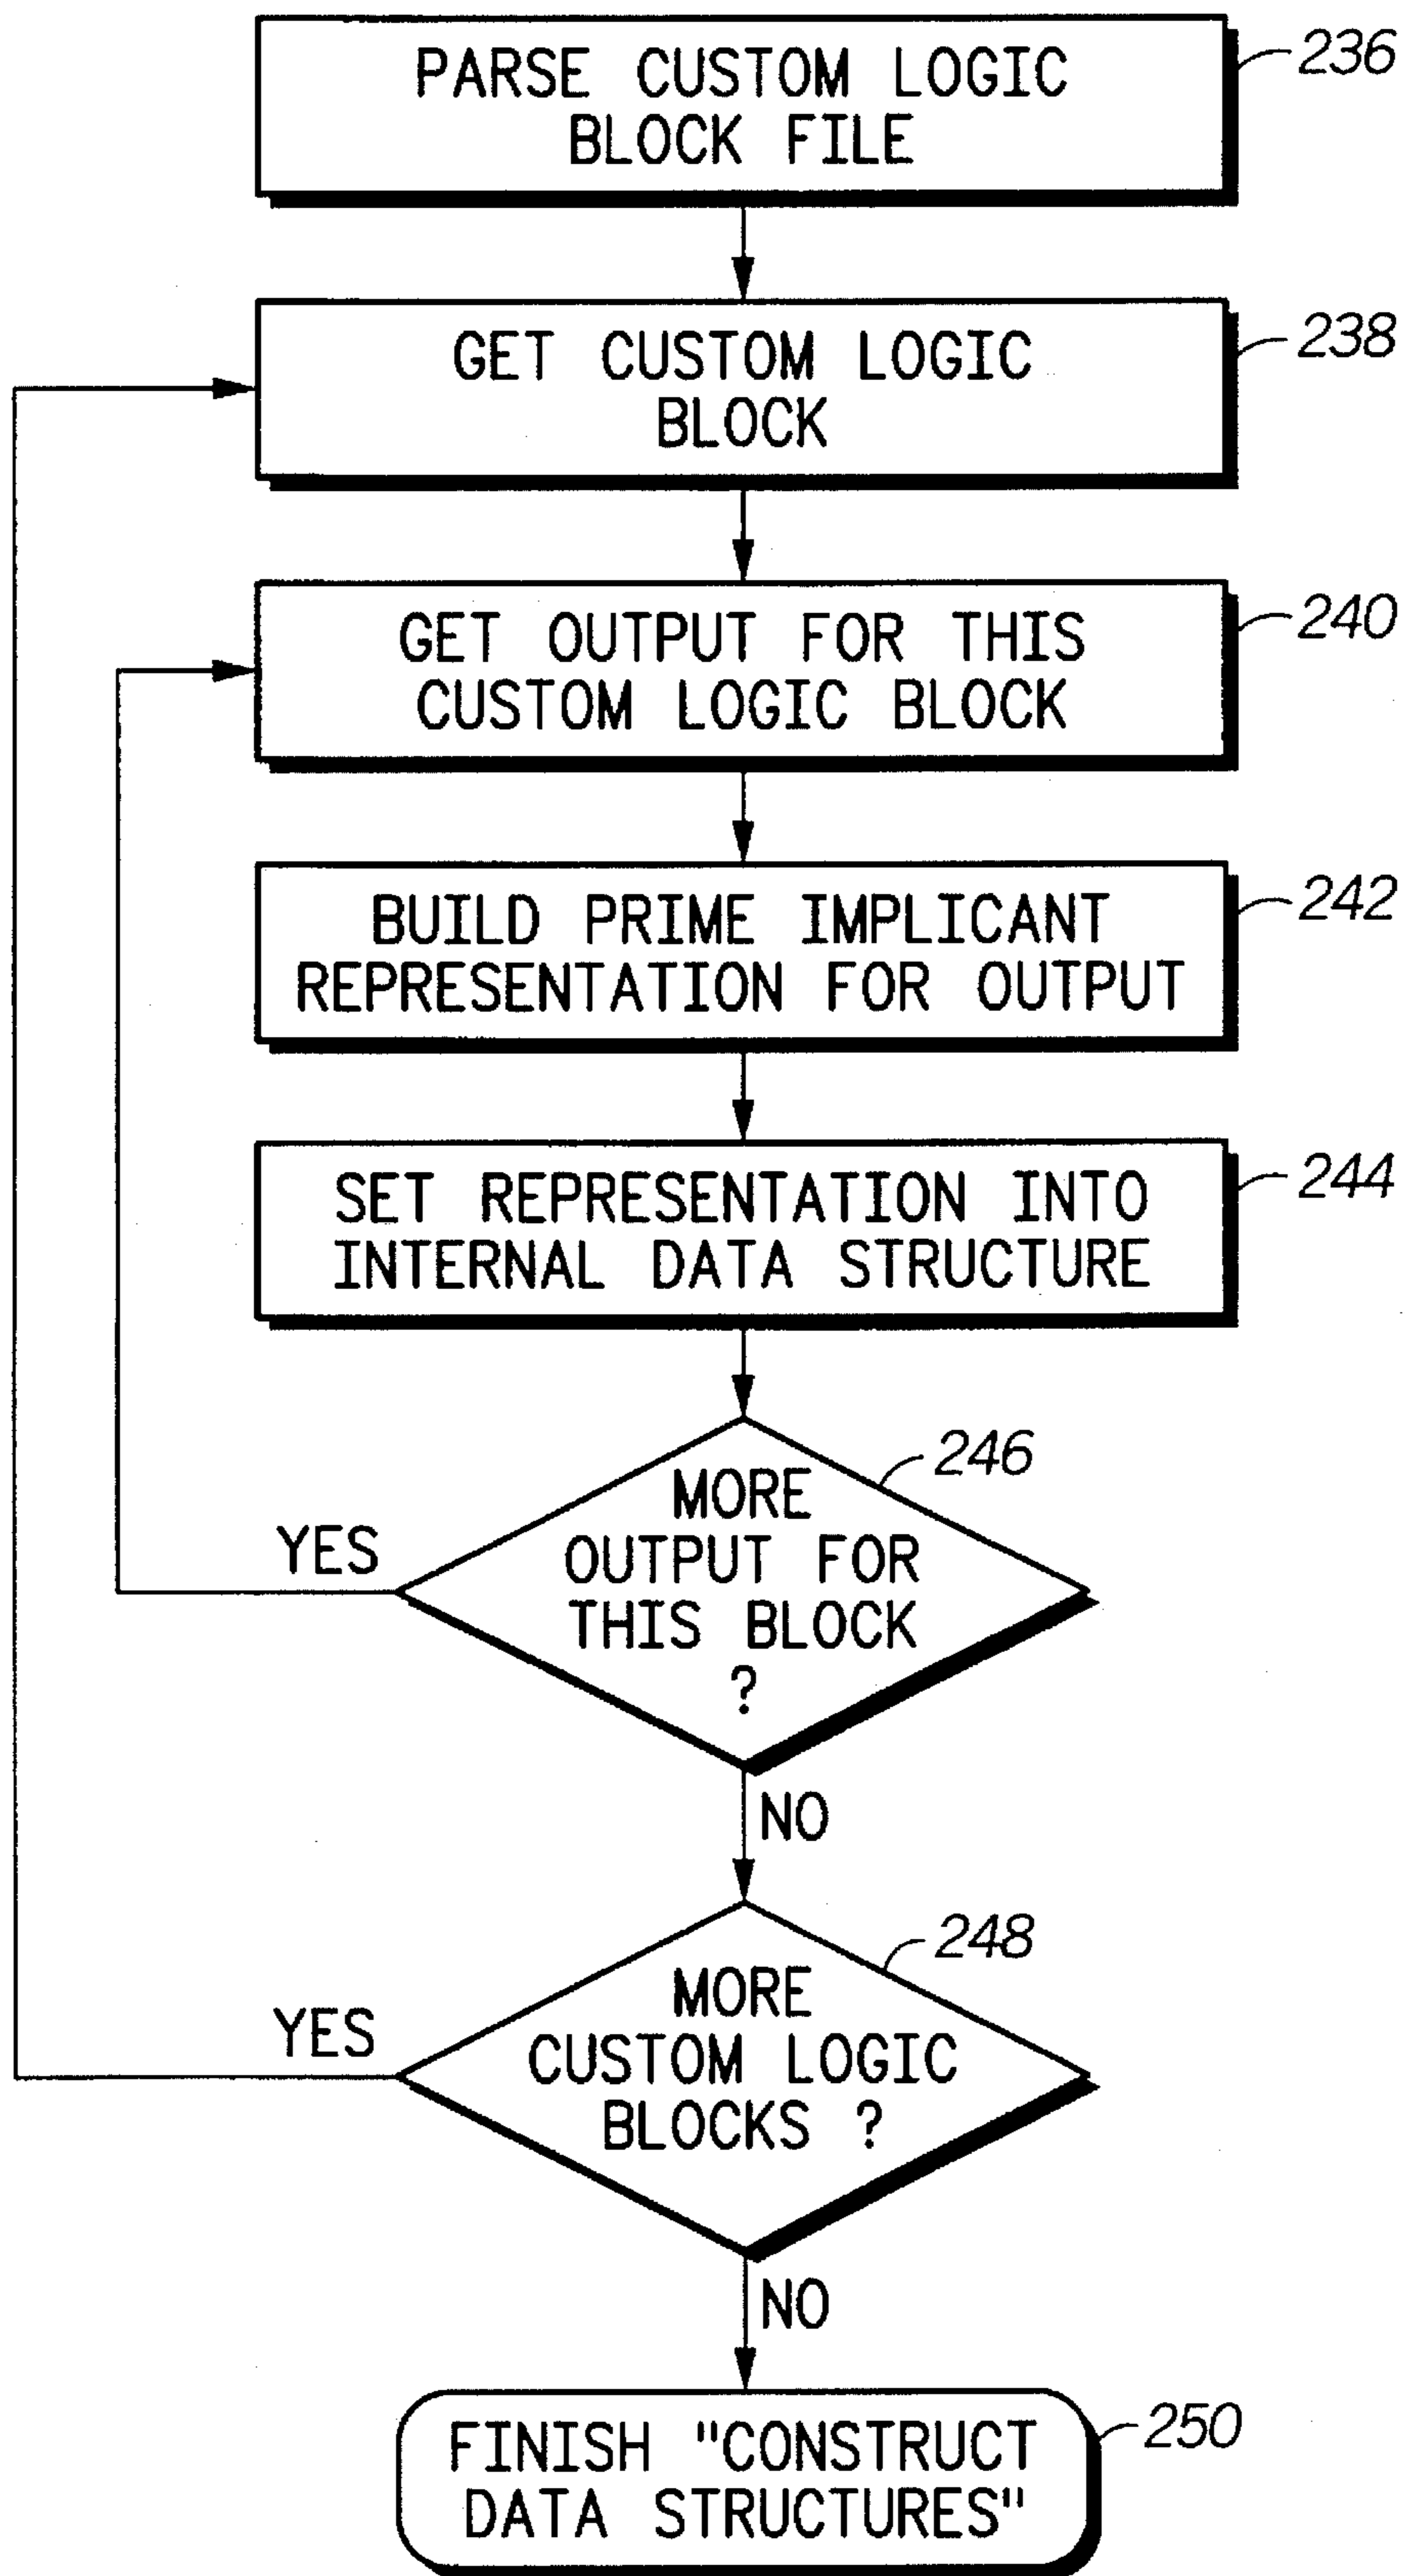 PARSE CUSTOM LOGIC
BLOCK FILE
236
GET CUSTOM LOGIC
BLOCK
238
GET OUTPUT FOR THIS
CUSTOM LOGIC BLOCK
240
BUILD PRIME IMPLICANT
REPRESENTATION FOR OUTPUT
242
SET REPRESENTATION INTO
INTERNAL DATA STRUCTURE
244
246
MORE
OUTPUT FOR
THIS BLOCK
?
YES
NO
248
MORE
CUSTOM LOGIC
BLOCKS ?
YES
NO
FINISH "CONSTRUCT
DATA STRUCTURES"
250